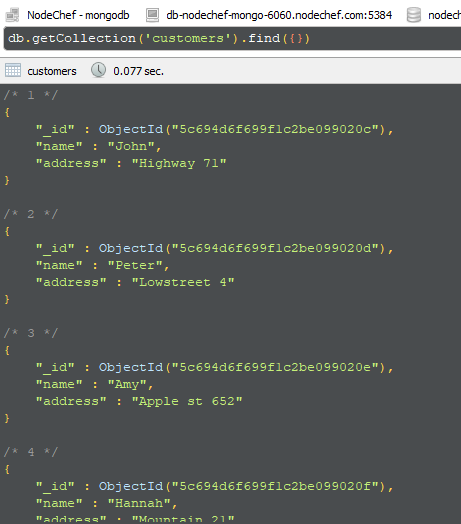 NodeChef - mongodb db-nodechef-mongo-6060.nodechef.com:5384 nodech
db.getCollection('customers').find({})
customers 0.077 sec.
/* 1 */
{
"_id" : ObjectId("5c694d6f699f1c2be099020c"),
"name" : "John",
"address" : "Highway 71"
}
/* 2 */
{
"_id" : ObjectId("5c694d6f699f1c2be099020d"),
"name" : "Peter",
"address" : "Lowstreet 4"
}
/* 3 */
{
"_id" : ObjectId("5c694d6f699f1c2be099020e"),
"name" : "Amy",
"address" : "Apple st 652"
}
/* 4 */
{
"_id" : ObjectId("5c694d6f699f1c2be099020f"),
"name" : "Hannah",
"address" : "Mountain 21"